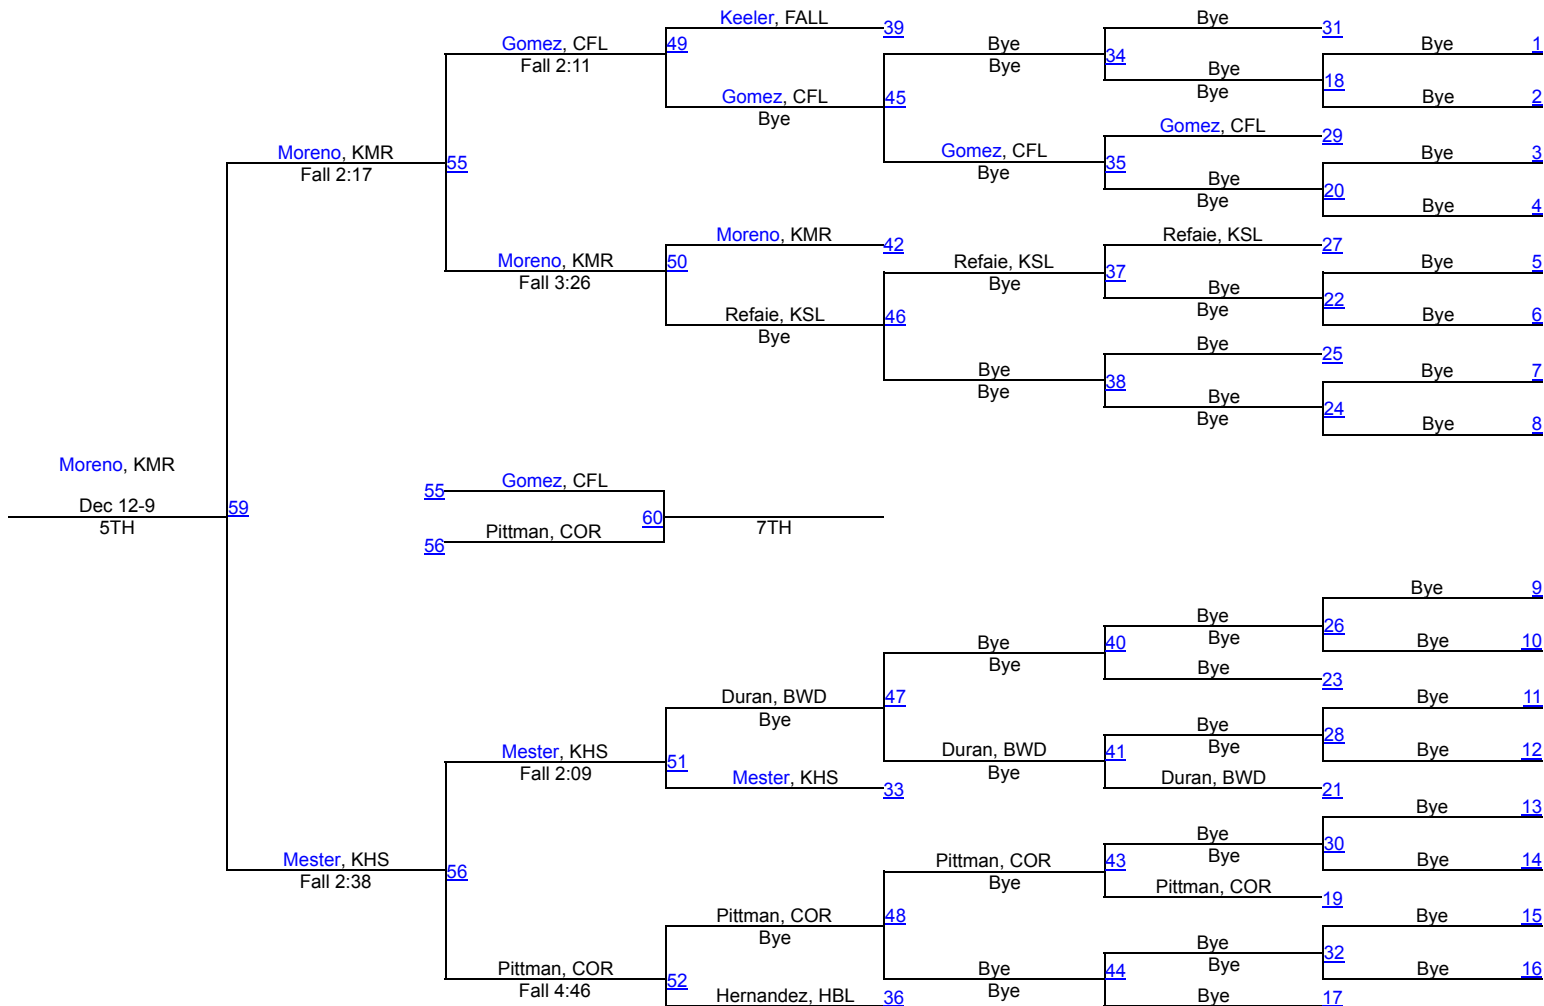 Keeler, FALL 39 Bye 31
Gomez, CFL 49 Bye Bye 1
Fall 2:11 Bye 34 Bye 18
Gomez, CFL 45 Bye Bye 2
Bye Gomez, CFL 29
Moreno, KMR 55 Gomez, CFL 35 Bye 3
Fall 2:17 Bye Bye 20
Bye Bye 4
Moreno, KMR 42 Refaie, KSL 27
Moreno, KMR 50 Refaie, KSL 37 Bye 5
Fall 3:26 Bye Bye 22
Refaie, KSL 46 Bye Bye 6
Bye Bye 25
Bye 38 Bye 7
Bye Bye 24
Bye Bye 8
Moreno, KMR
Dec 12-9 59
5TH
55 Gomez, CFL
60 7TH
56 Pittman, COR
Bye 9
Bye 26
Bye 40 Bye Bye 10
Bye Bye 23
Duran, BWD 47 Bye 11
Bye Bye 28
Mester, KHS 51 Duran, BWD 41 Bye Bye 12
Fall 2:09 Bye
Mester, KHS 33 Duran, BWD 21
Bye 13
Bye 30
Mester, KHS 56 Pittman, COR 43 Bye Bye 14
Fall 2:38 Bye Pittman, COR 19
Pittman, COR 48 Bye 15
Bye Bye 32
Pittman, COR 52 Bye 44 Bye Bye 16
Fall 4:46 Bye
Hernandez, HBL 36 Bye 17